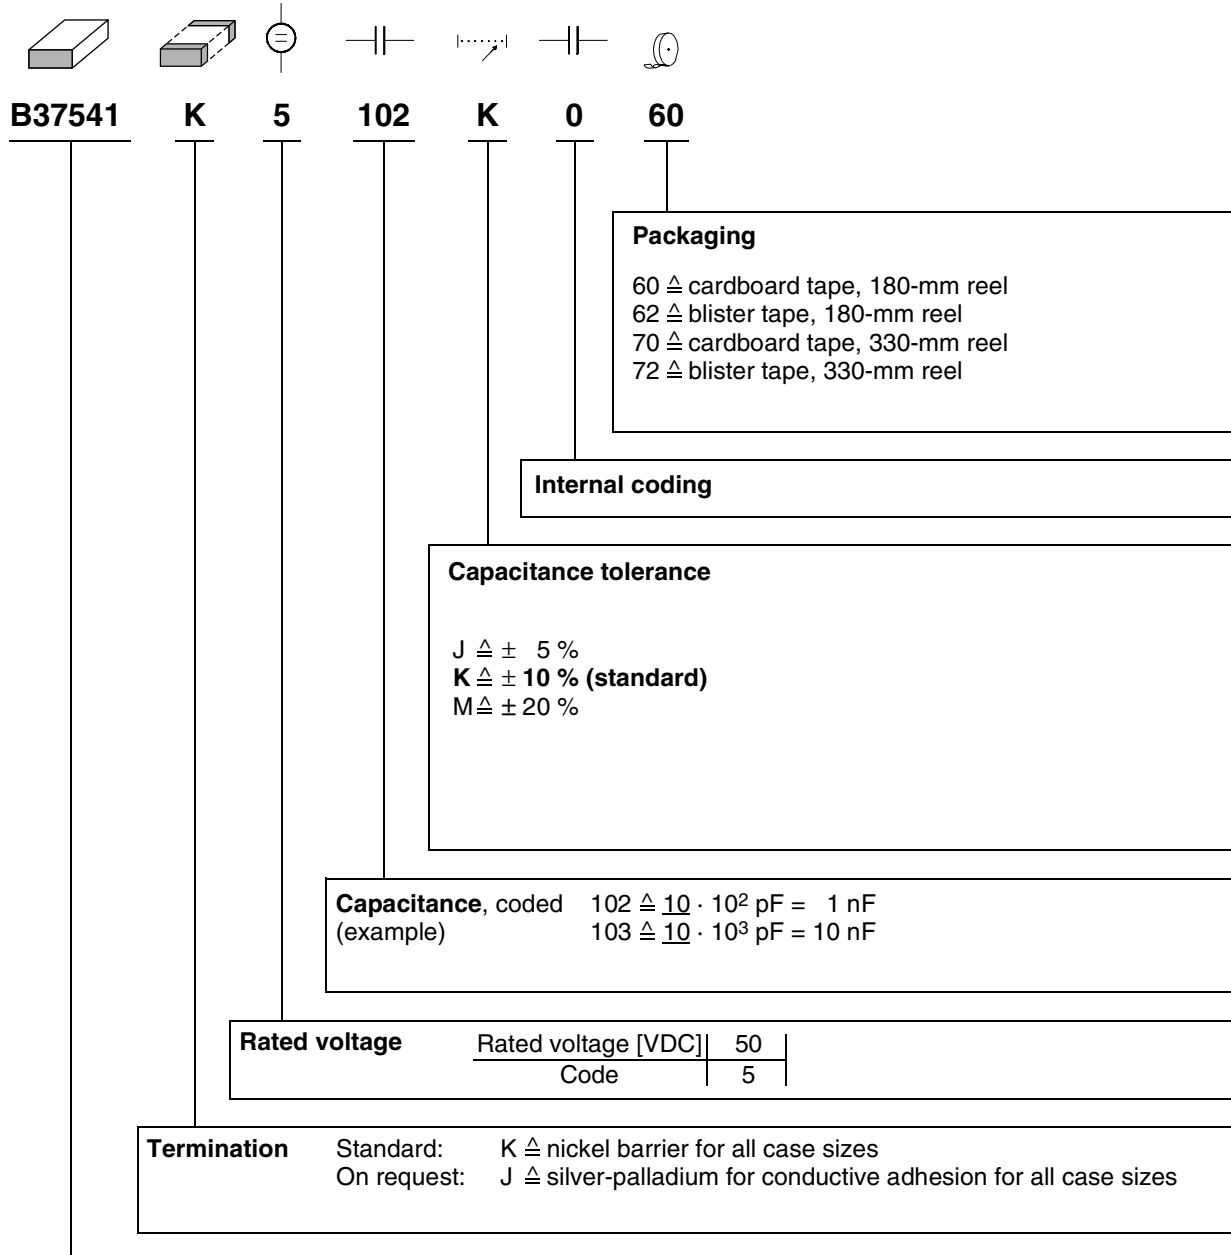 B37541 K 5 102 K 0 60
Packaging
60 ≙ cardboard tape, 180-mm reel
62 ≙ blister tape, 180-mm reel
70 ≙ cardboard tape, 330-mm reel
72 ≙ blister tape, 330-mm reel
Internal coding
Capacitance tolerance
J ≙ ± 5 %
K ≙ ± 10 % (standard)
M ≙ ± 20 %
Capacitance, coded 102 ≙ 10 · 10² pF = 1 nF
(example) 103 ≙ 10 · 10³ pF = 10 nF
Rated voltage Rated voltage [VDC] 50
Code 5
Termination Standard: K ≙ nickel barrier for all case sizes
On request: J ≙ silver-palladium for conductive adhesion for all case sizes